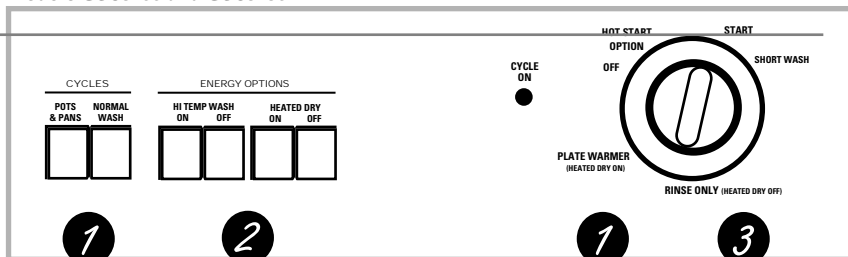 HOT START
START
OPTION
SHORT WASH
CYCLE
ON
OFF
CYCLES
ENERGY OPTIONS
POTS
& PANS
NORMAL
WASH
HI TEMP WASH
ON OFF
HEATED DRY
ON OFF
PLATE WARMER
(HEATED DRY ON)
RINSE ONLY (HEATED DRY OFF)
1
2
1
3